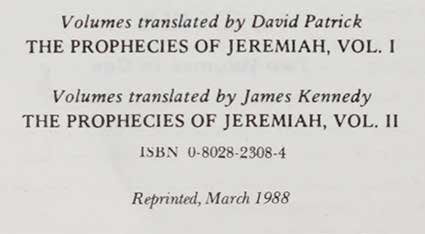 Volumes translated by David Patrick
THE PROPHECIES OF JEREMIAH, VOL. I
Volumes translated by James Kennedy
THE PROPHECIES OF JEREMIAH, VOL. II
ISBN 0-8028-2308-4
Reprinted, March 1988